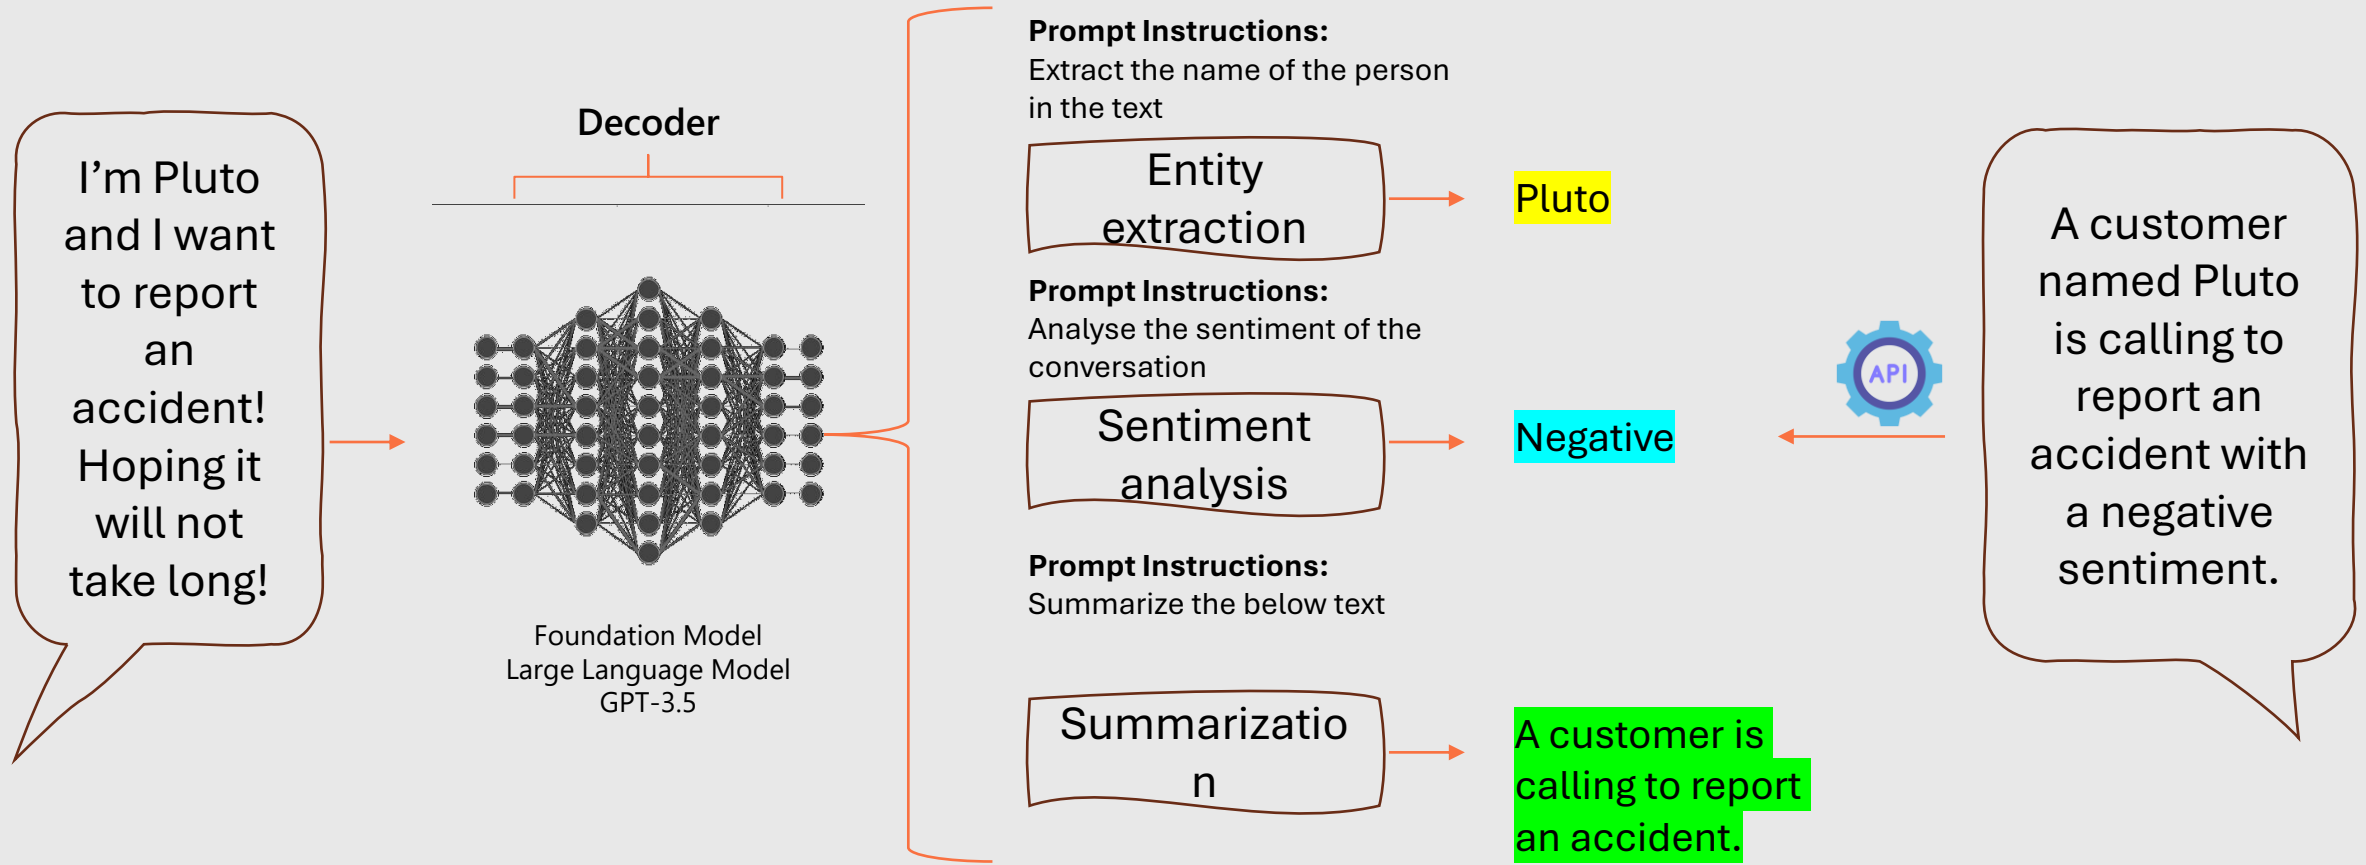 I’m Pluto
and I want
to report
an
accident!
Hoping it
will not
take long!
Decoder
Foundation Model
Large Language Model
GPT-3.5
Prompt Instructions:
Extract the name of the person
in the text
Entity
extraction
Pluto
Prompt Instructions:
Analyse the sentiment of the
conversation
Sentiment
analysis
Negative
Prompt Instructions:
Summarize the below text
Summarizatio
n
A customer is
calling to report
an accident.
API
A customer
named Pluto
is calling to
report an
accident with
a negative
sentiment.